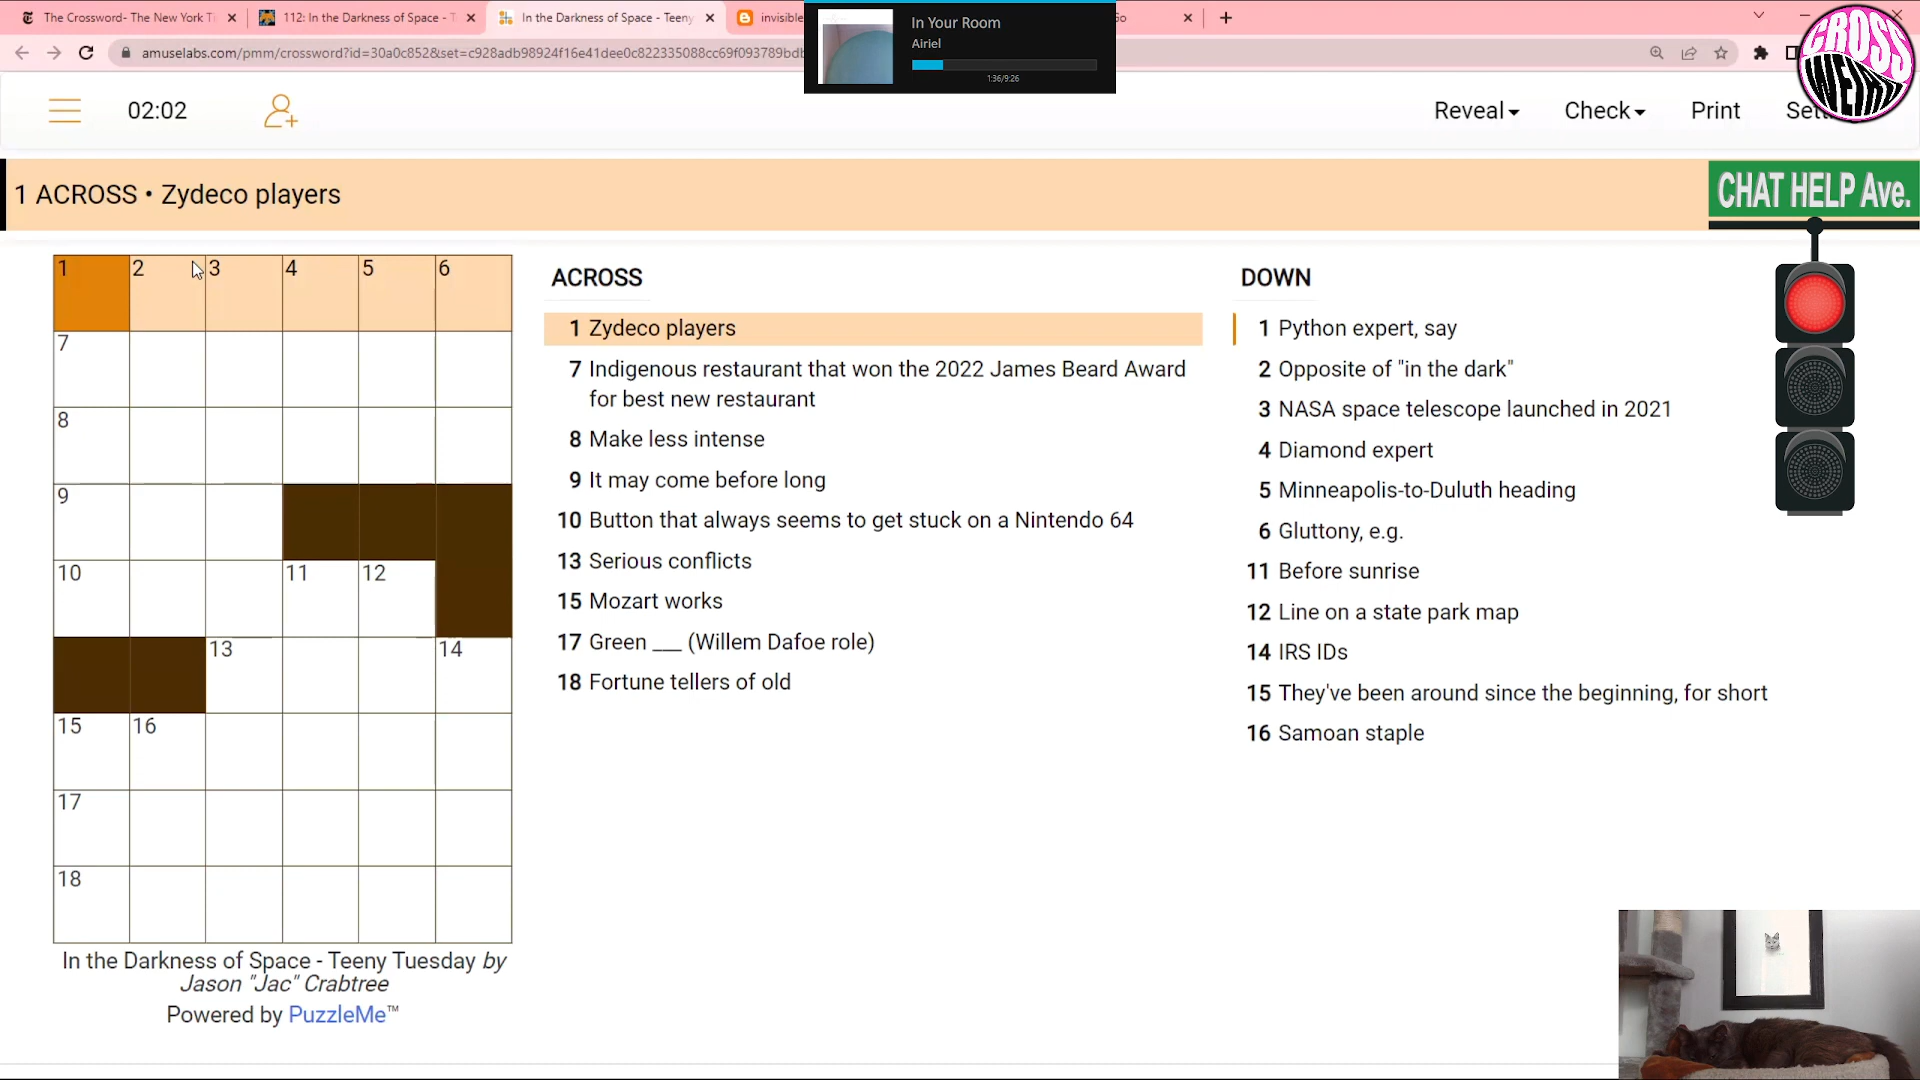 The Crossword- The New York Ti
112: In the Darkness of Space - T
In the Darkness of Space - Teeny
invisible
amuselabs.com/pmm/crossword?id=30a0c852&set=c928adb98924f16e41dee0c822335088cc69f093789bdb
In Your Room
Airiel
1:36/9:26
CROSS
WEIRD
02:02
Reveal
Check
Print
1 ACROSS • Zydeco players
CHAT HELP Ave.
1 2 3 4 5 6
7
8
9
10 11 12
13 14
15 16
17
18
In the Darkness of Space - Teeny Tuesday by
Jason "Jac" Crabtree
Powered by PuzzleMe™
ACROSS
1 Zydeco players
7 Indigenous restaurant that won the 2022 James Beard Award
for best new restaurant
8 Make less intense
9 It may come before long
10 Button that always seems to get stuck on a Nintendo 64
13 Serious conflicts
15 Mozart works
17 Green ___ (Willem Dafoe role)
18 Fortune tellers of old
DOWN
1 Python expert, say
2 Opposite of "in the dark"
3 NASA space telescope launched in 2021
4 Diamond expert
5 Minneapolis-to-Duluth heading
6 Gluttony, e.g.
11 Before sunrise
12 Line on a state park map
14 IRS IDs
15 They've been around since the beginning, for short
16 Samoan staple